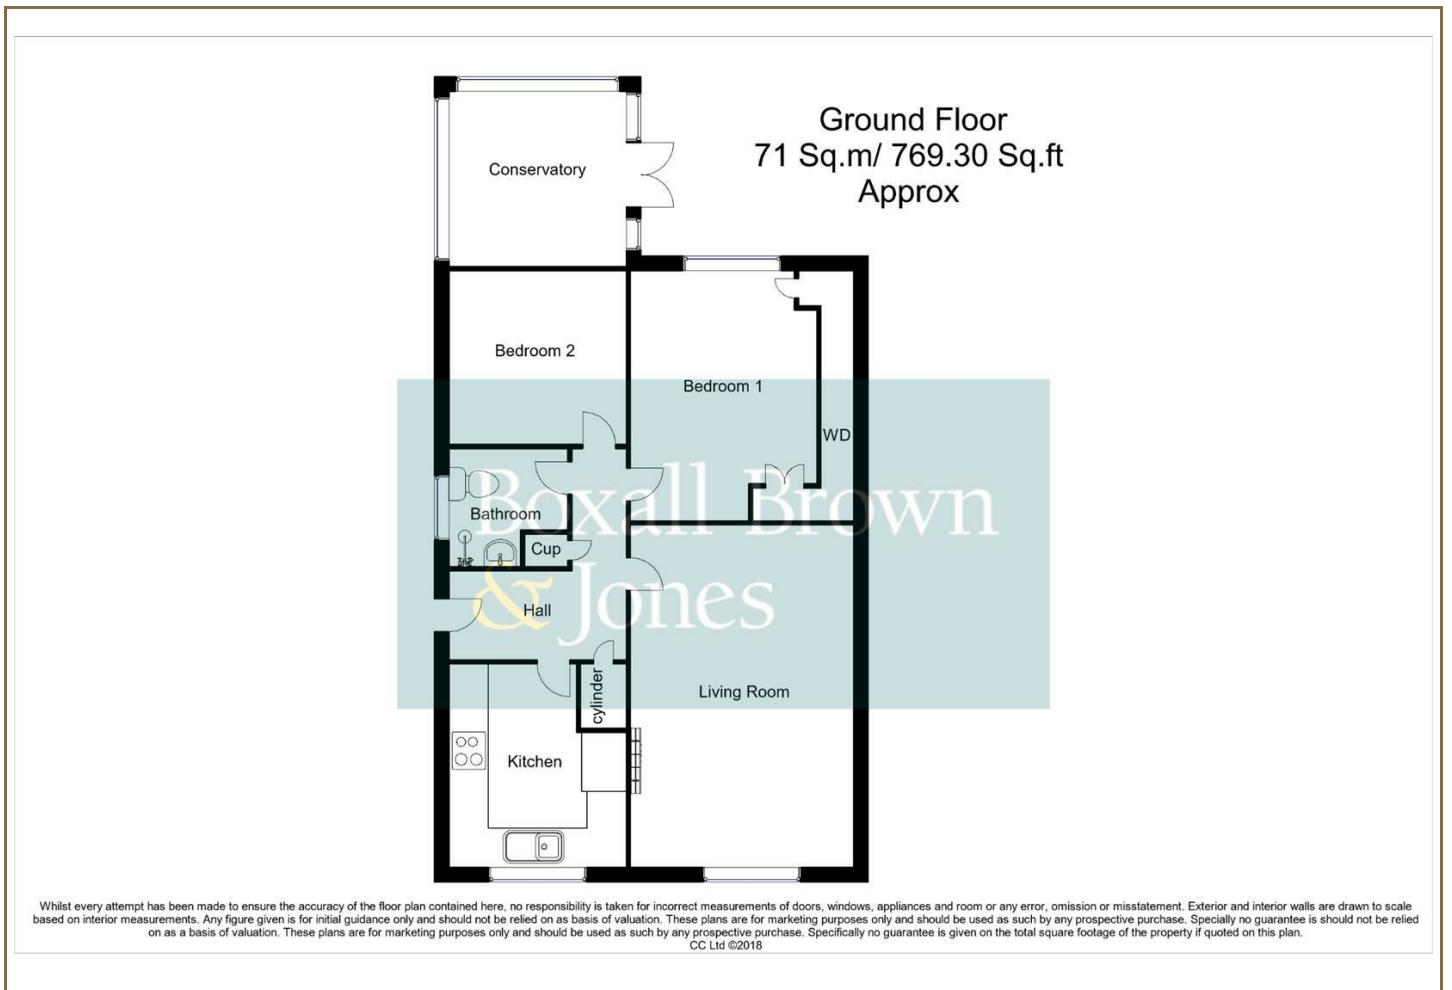 Ground Floor
71 Sq.m/ 769.30 Sq.ft
Approx
Conservatory
Bedroom 2
Bedroom 1
WD
Boxall Brown
& Jones
Bathroom
Cup
Hall
cylinder
Living Room
Kitchen
Whilst every attempt has been made to ensure the accuracy of the floor plan contained here, no responsibility is taken for incorrect measurements of doors, windows, appliances and room or any error, omission or misstatement. Exterior and interior walls are drawn to scale
based on interior measurements. Any figure given is for initial guidance only and should not be relied on as basis of valuation. These plans are for marketing purposes only and should be used as such by any prospective purchase. Specially no guarantee is should not be relied
on as a basis of valuation. These plans are for marketing purposes only and should be used as such by any prospective purchase. Specifically no guarantee is given on the total square footage of the property if quoted on this plan.
CC Ltd ©2018